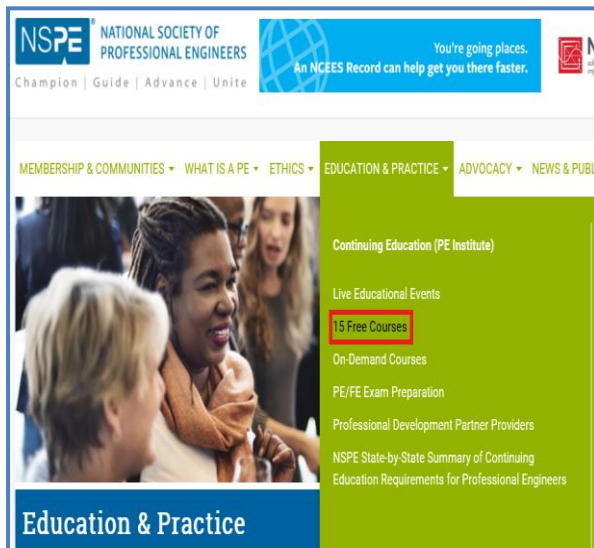 NSPE
NATIONAL SOCIETY OF
PROFESSIONAL ENGINEERS
Champion | Guide | Advance | Unite
You're going places.
An NCEES Record can help get you there faster.
MEMBERSHIP & COMMUNITIES WHAT IS A PE ETHICS EDUCATION & PRACTICE ADVOCACY NEWS & PUBL
Continuing Education (PE Institute)
Live Educational Events
15 Free Courses
On-Demand Courses
PE/FE Exam Preparation
Professional Development Partner Providers
NSPE State-by-State Summary of Continuing
Education Requirements for Professional Engineers
Education & Practice